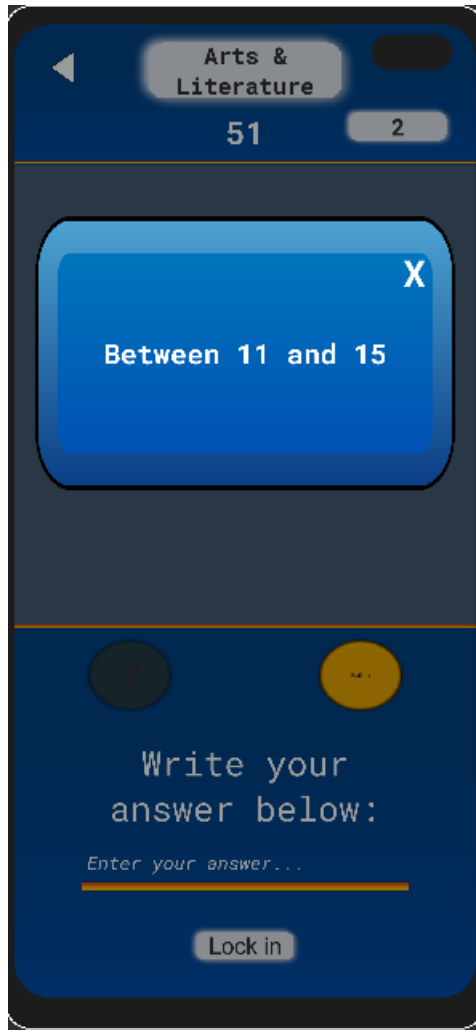 Arts &
Literature
51
2
X
Between 11 and 15
?
Write your
answer below:
Enter your answer...
Lock in